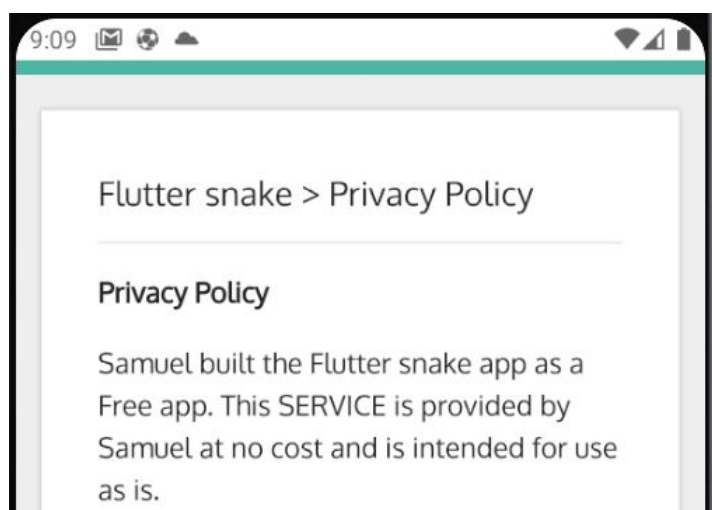 9:09
Flutter snake > Privacy Policy
Privacy Policy
Samuel built the Flutter snake app as a
Free app. This SERVICE is provided by
Samuel at no cost and is intended for use
as is.